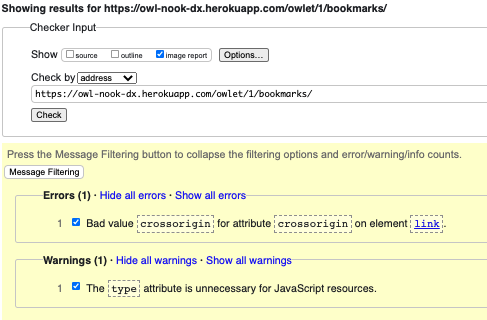 Showing results for https://owl-nook-dx.herokuapp.com/owlet/1/bookmarks/
Checker Input
Show source outline image report Options...
Check by address
https://owl-nook-dx.herokuapp.com/owlet/1/bookmarks/
Check
Press the Message Filtering button to collapse the filtering options and error/warning/info counts.
Message Filtering
Errors (1) · Hide all errors · Show all errors
1 Bad value crossorigin for attribute crossorigin on element link.
Warnings (1) · Hide all warnings · Show all warnings
1 The type attribute is unnecessary for JavaScript resources.